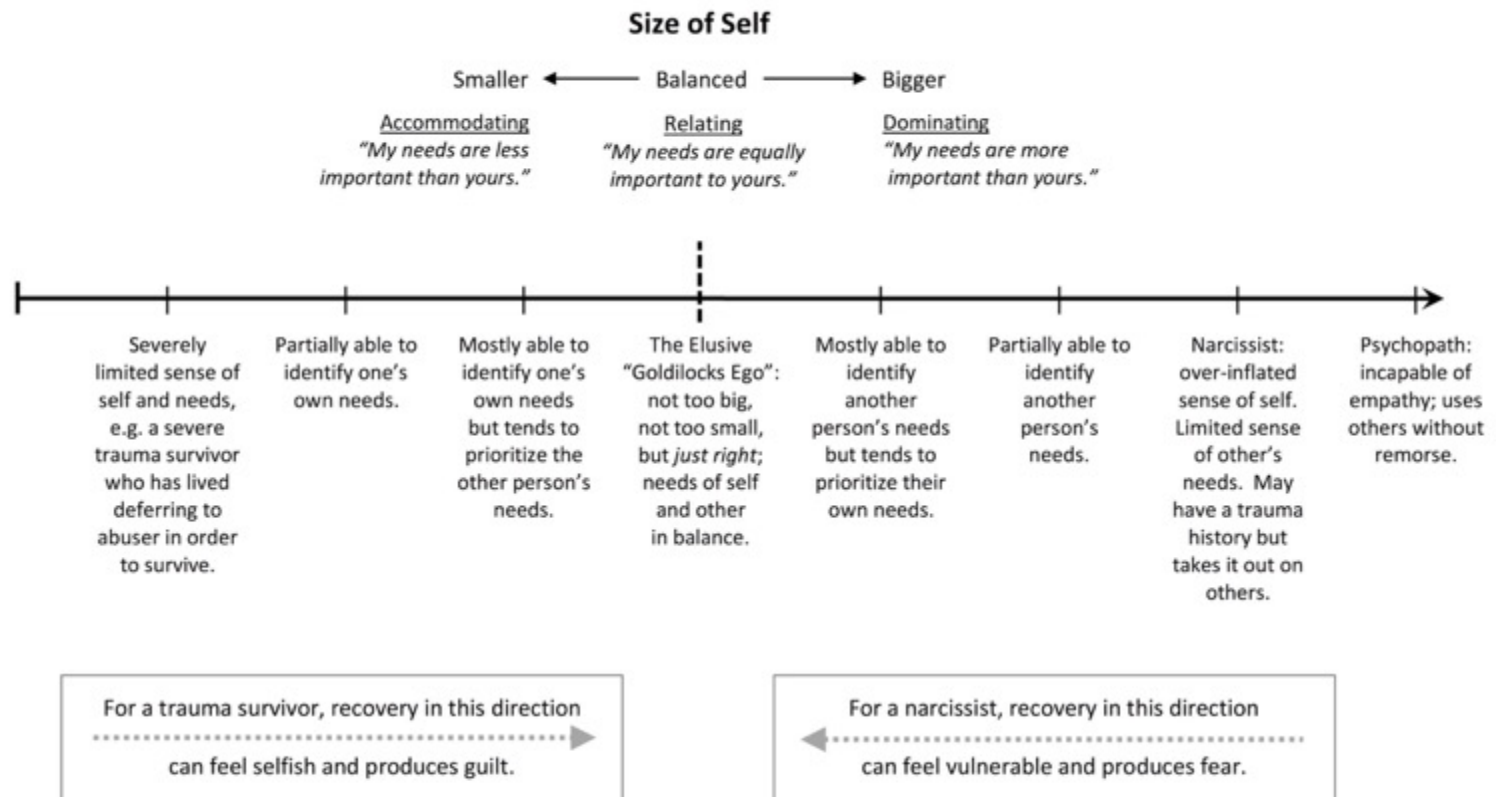 Size of Self
Smaller Balanced Bigger
Accommodating
“My needs are less
important than yours.”
Relating
“My needs are equally
important to yours.”
Dominating
“My needs are more
important than yours.”
Severely
limited sense of
self and needs,
e.g. a severe
trauma survivor
who has lived
deferring to
abuser in order
to survive.
Partially able to
identify one’s
own needs.
Mostly able to
identify one’s
own needs
but tends to
prioritize the
other person’s
needs.
The Elusive
“Goldilocks Ego”:
not too big,
not too small,
but just right;
needs of self
and other
in balance.
Mostly able to
identify
another
person’s needs
but tends to
prioritize their
own needs.
Partially able to
identify
another
person’s
needs.
Narcissist:
over-inflated
sense of self.
Limited sense
of other’s
needs.  May
have a trauma
history but
takes it out on
others.
Psychopath:
incapable of
empathy; uses
others without
remorse.
For a trauma survivor, recovery in this direction
can feel selfish and produces guilt.
For a narcissist, recovery in this direction
can feel vulnerable and produces fear.